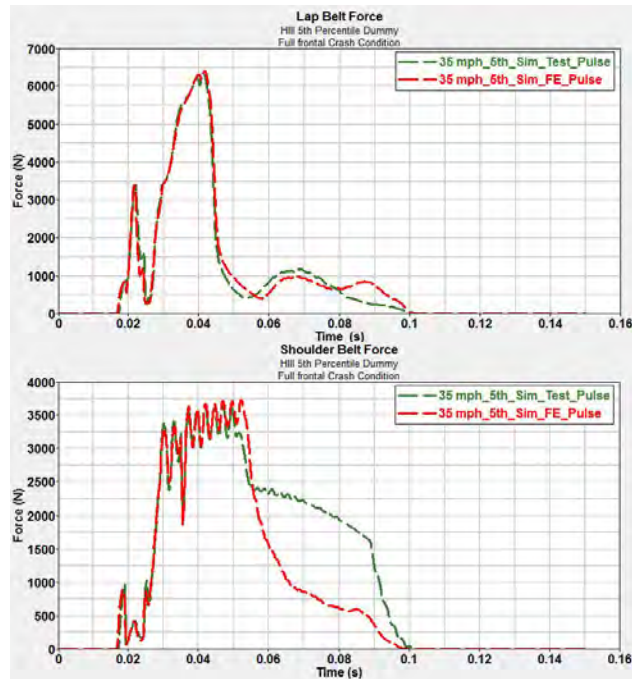 Lap Belt Force
HIII 5th Percentile Dummy
Full frontal Crash Condition
7000
6000
5000
4000
3000
2000
1000
0
Force (N)
35 mph_5th_Sim_Test_Pulse
35 mph_5th_Sim_FE_Pulse
0 0.02 0.04 0.06 0.08 0.1 0.12 0.14 0.16
Time (s)
Shoulder Belt Force
HIII 5th Percentile Dummy
Full frontal Crash Condition
4000
3500
3000
2500
2000
1500
1000
500
0
Force (N)
35 mph_5th_Sim_Test_Pulse
35 mph_5th_Sim_FE_Pulse
0 0.02 0.04 0.06 0.08 0.1 0.12 0.14 0.16
Time (s)